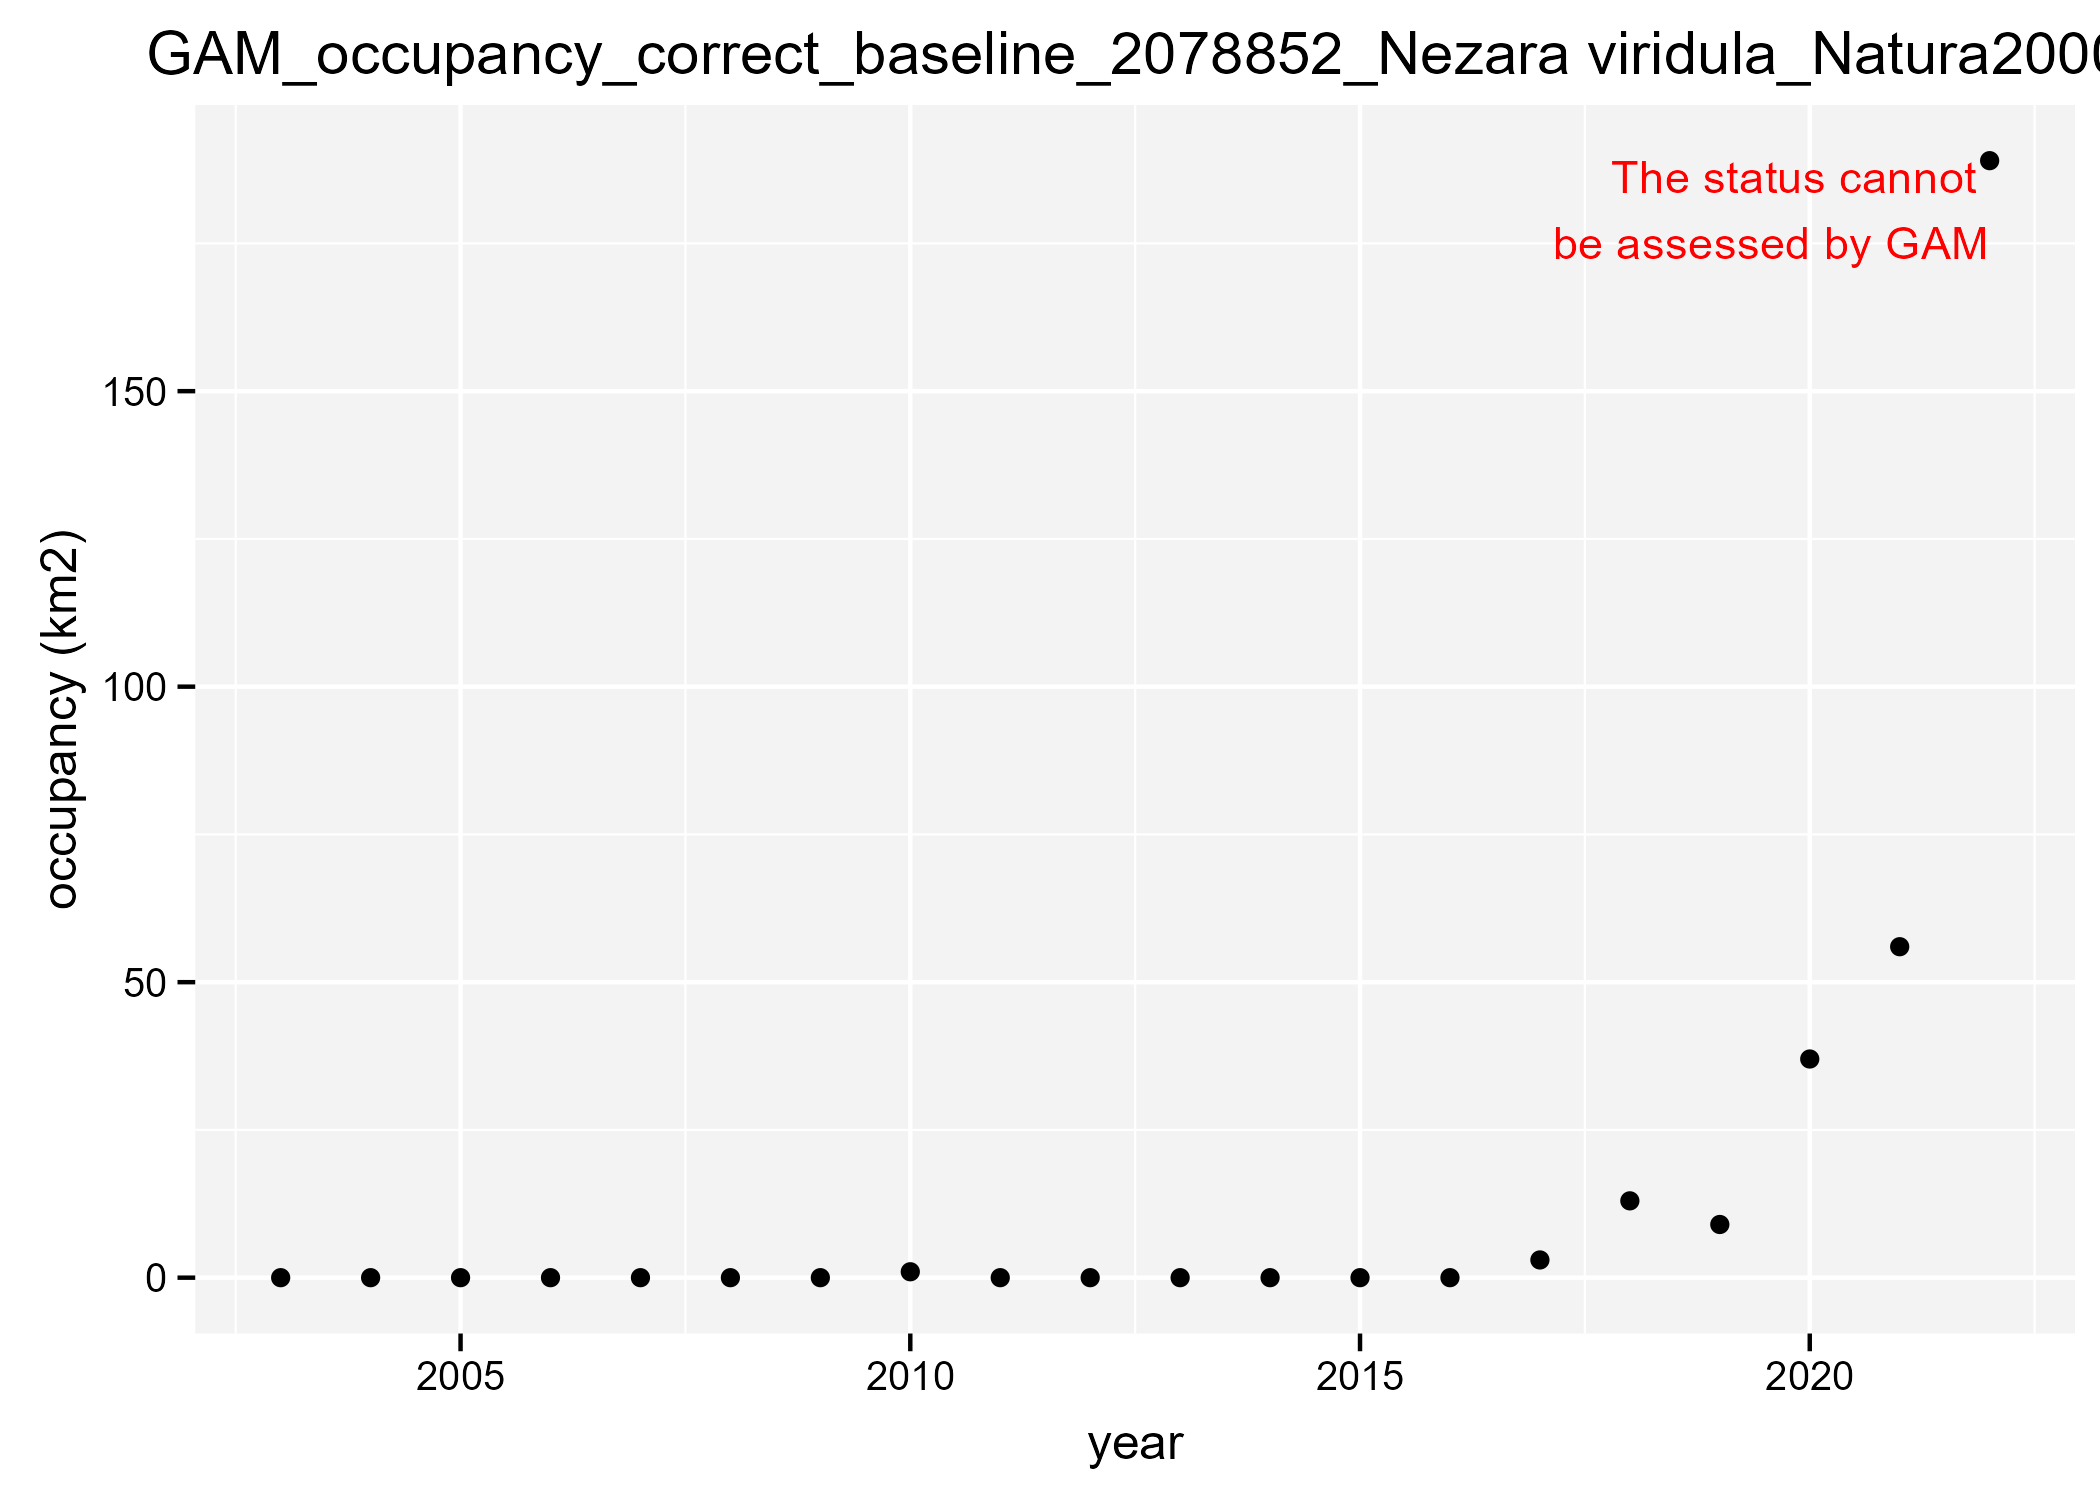 GAM_occupancy_correct_baseline_2078852_Nezara viridula_Natura2000
The status cannot
be assessed by GAM
occupancy (km2)
150
100
50
0
2005 2010 2015 2020
year